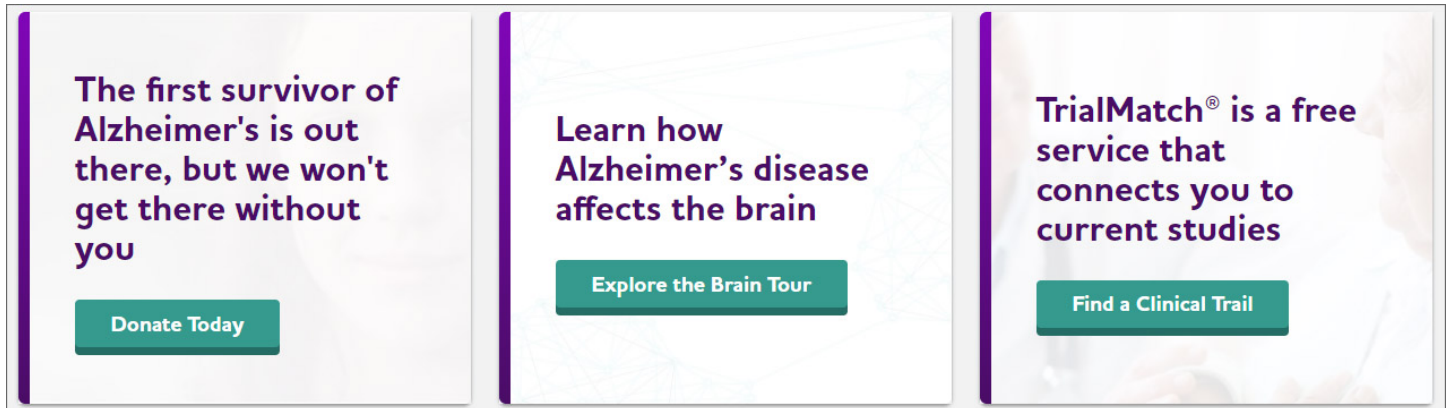 The first survivor of
Alzheimer's is out
there, but we won't
get there without
you
Donate Today
Learn how
Alzheimer’s disease
affects the brain
Explore the Brain Tour
TrialMatch® is a free
service that
connects you to
current studies
Find a Clinical Trail